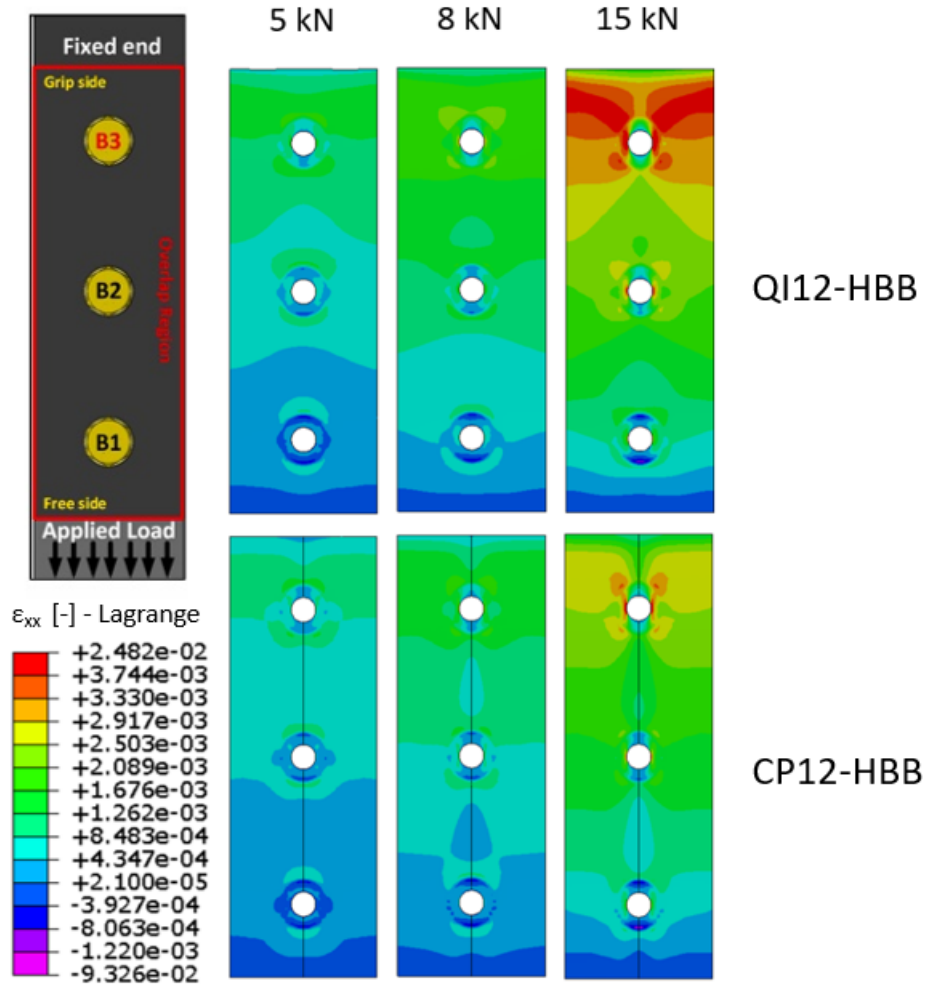 5 kN
8 kN
15 kN
Fixed end
Grip side
B3
B2
Overlap Region
B1
Free side
Applied Load
QI12-HBB
CP12-HBB
εxx [-] - Lagrange
+2.482e-02
+3.744e-03
+3.330e-03
+2.917e-03
+2.503e-03
+2.089e-03
+1.676e-03
+1.262e-03
+8.483e-04
+4.347e-04
+2.100e-05
-3.927e-04
-8.063e-04
-1.220e-03
-9.326e-02